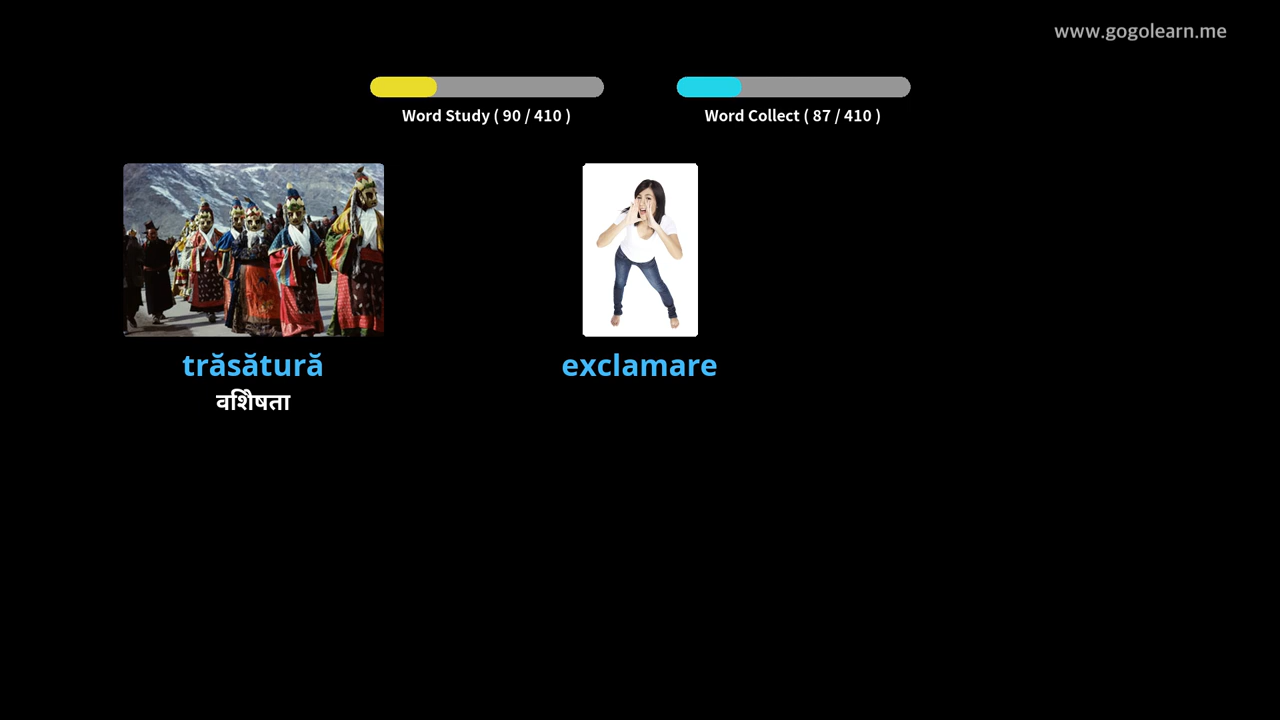 www.gogolearn.me
Word Study ( 90 / 410 )
Word Collect ( 87 / 410 )
trăsătură
विशेषता
exclamare